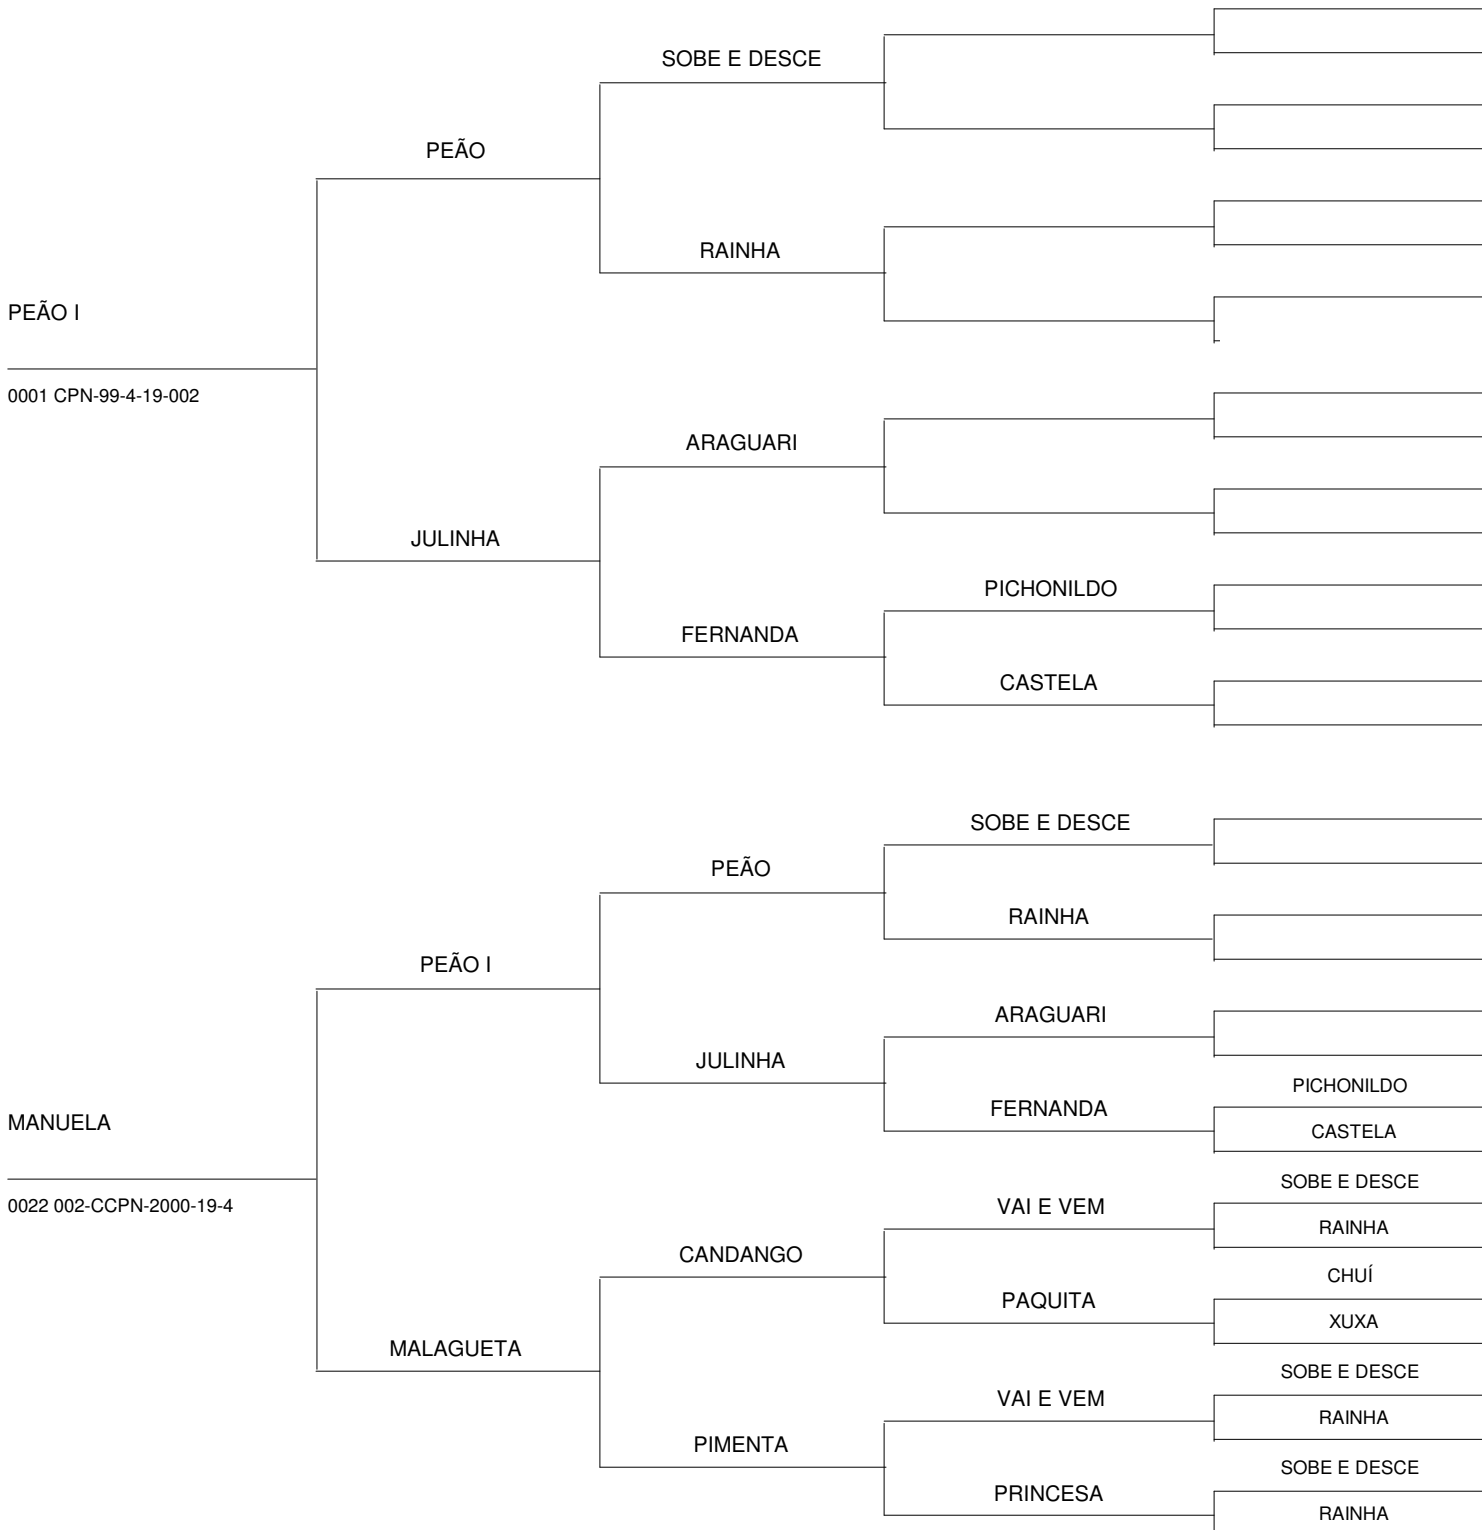 SOBE E DESCE
PEÃO
RAINHA
PEÃO I
0001 CPN-99-4-19-002
ARAGUARI
JULINHA
PICHONILDO
FERNANDA
CASTELA
SOBE E DESCE
PEÃO
RAINHA
PEÃO I
ARAGUARI
JULINHA
PICHONILDO
FERNANDA
CASTELA
MANUELA
0022 002-CCPN-2000-19-4
SOBE E DESCE
VAI E VEM
RAINHA
CANDANGO
CHUÍ
PAQUITA
XUXA
MALAGUETA
SOBE E DESCE
VAI E VEM
RAINHA
PIMENTA
SOBE E DESCE
PRINCESA
RAINHA